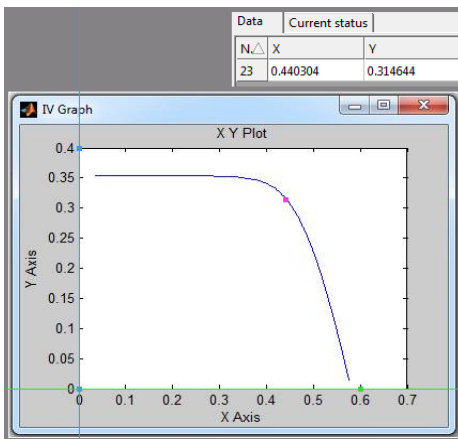 Data Current status
N. X Y
23 0.440304 0.314644
IV Graph
X Y Plot
0.4
0.35
0.3
0.25
0.2
0.15
0.1
0.05
0
Y Axis
0 0.1 0.2 0.3 0.4 0.5 0.6 0.7
X Axis